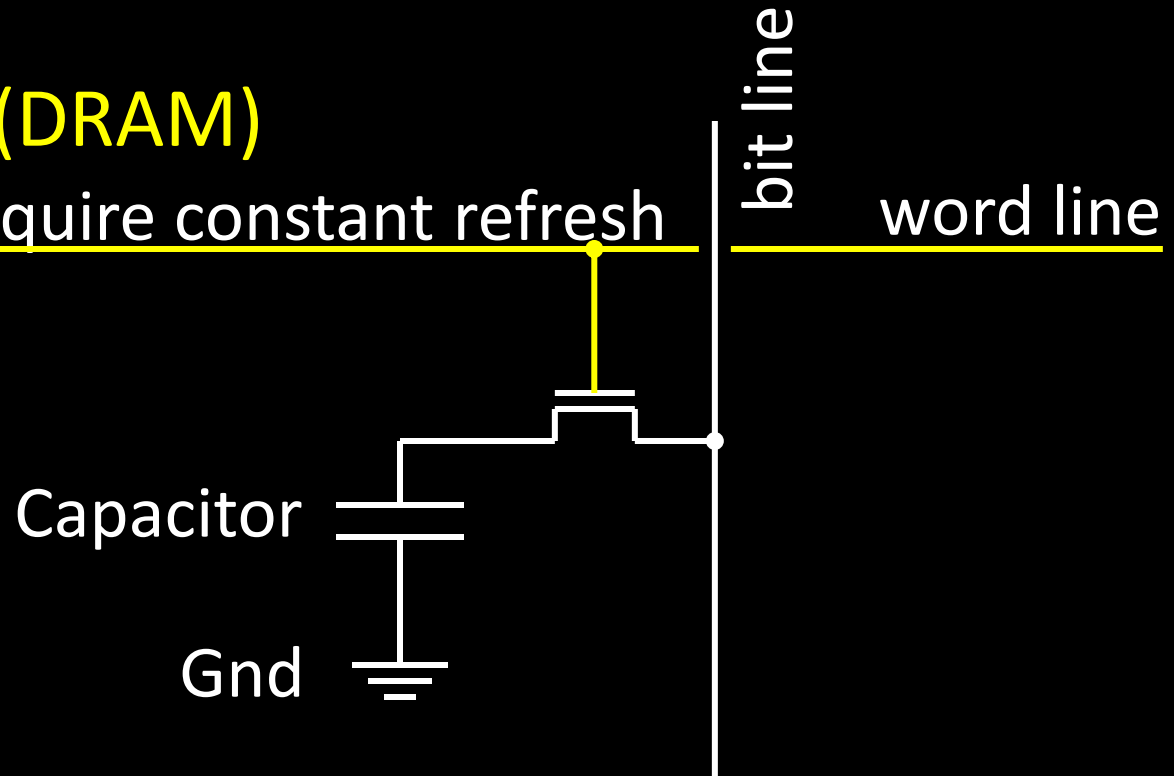 (DRAM)
quire constant refresh
bit line
word line
Capacitor
Gnd